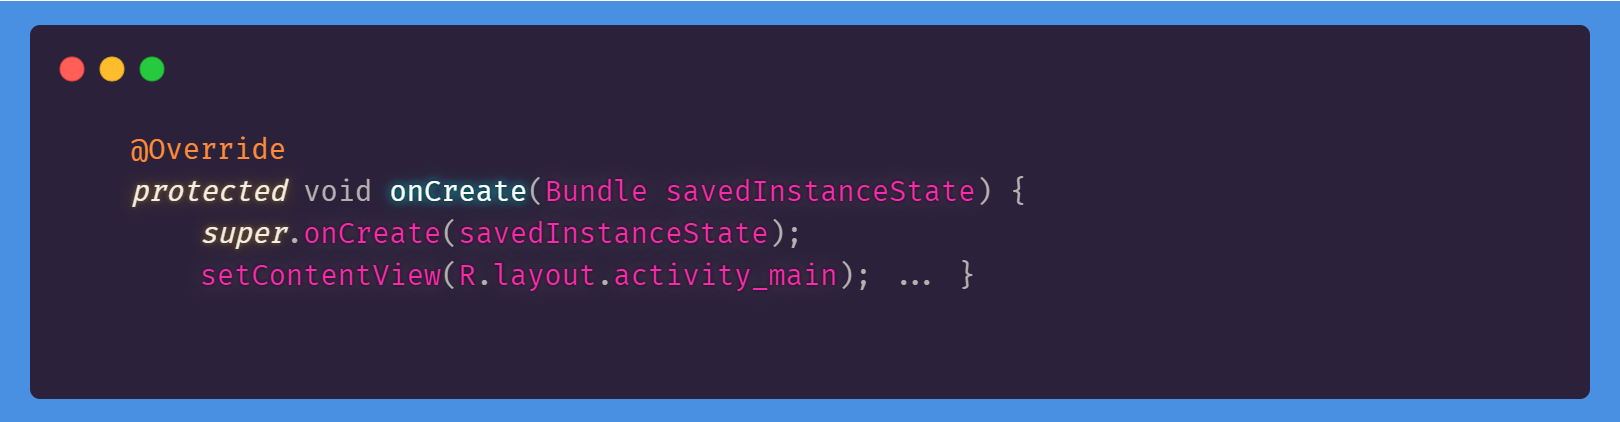 @Override
protected void onCreate(Bundle savedInstanceState) {
    super.onCreate(savedInstanceState);
    setContentView(R.layout.activity_main); ... }